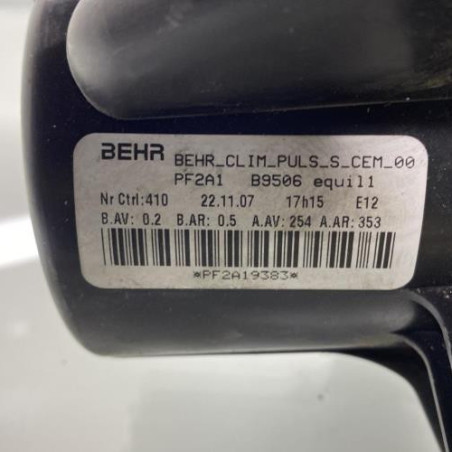 BEHR BEHR_CLIM_PULS_S_CEM_00
PF2A1 B9506 equil1
Nr Ctrl:410 22.11.07 17h15 E12
B.AV: 0.2 B.AR: 0.5 A.AV: 254 A.AR: 353
*PF2A19383*